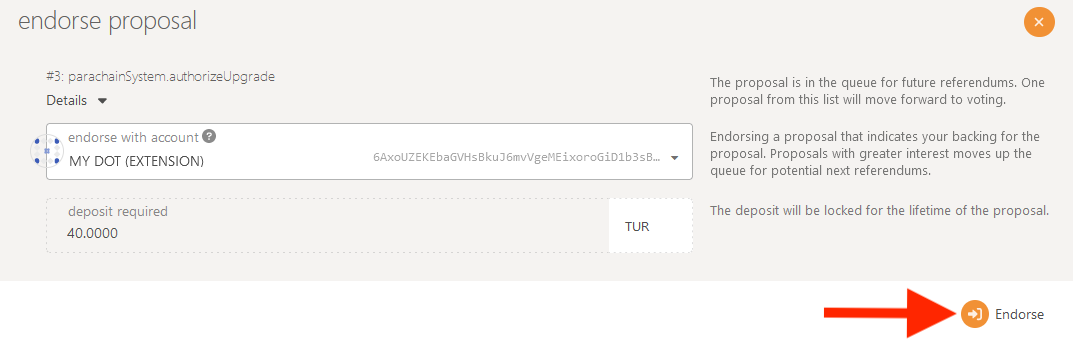 endorse proposal
#3: parachainSystem.authorizeUpgrade
Details
The proposal is in the queue for future referendums. One
proposal from this list will move forward to voting.
endorse with account
MY DOT (EXTENSION)
6AxoUZEKEbaGVHsBkuJ6mvVgeMEixoroGiD1b3sB…
Endorsing a proposal that indicates your backing for the
proposal. Proposals with greater interest moves up the
queue for potential next referendums.
deposit required
40.0000
TUR
The deposit will be locked for the lifetime of the proposal.
Endorse